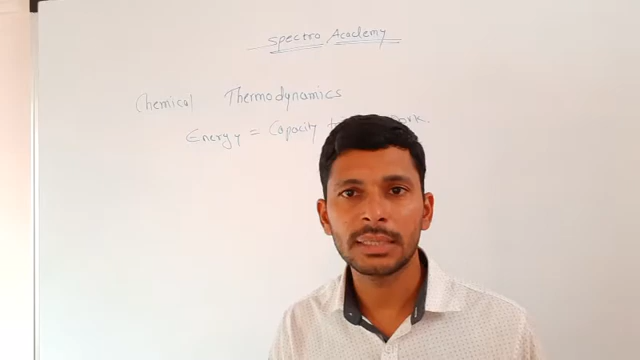 Spectro Academy
Chemical Thermodynamics
Energy = Capacity